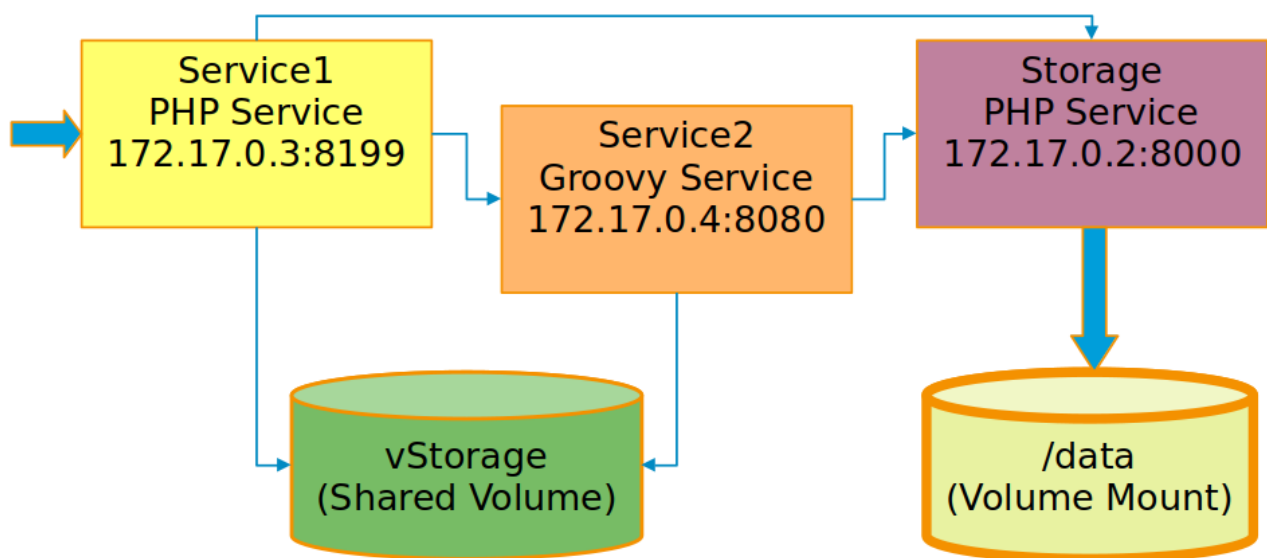 Service1
PHP Service
172.17.0.3:8199
Service2
Groovy Service
172.17.0.4:8080
Storage
PHP Service
172.17.0.2:8000
vStorage
(Shared Volume)
/data
(Volume Mount)